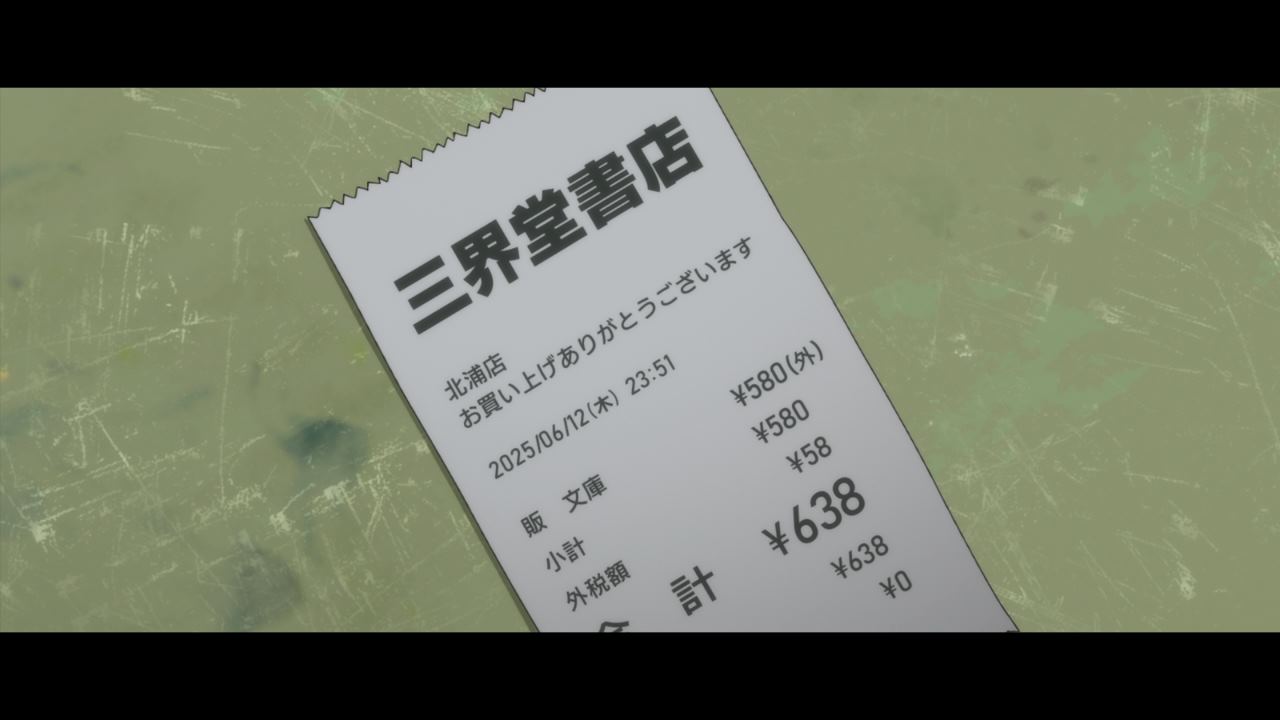 三界堂書店
北浦店
お買い上げありがとうございます
2025/06/12(木) 23:51
販 文庫 ¥580(外)
小計 ¥580
外税額 ¥58
合 計 ¥638
¥638
¥0